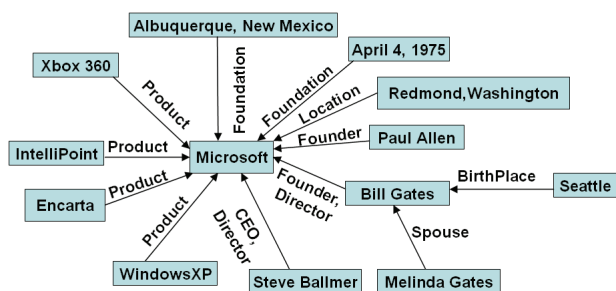 Albuquerque, New Mexico
April 4, 1975
Xbox 360
Redmond,Washington
Product
Foundation
Foundation
Location
Founder
Paul Allen
IntelliPoint
Product
Microsoft
Product
Founder,
Director
Bill Gates
BirthPlace
Seattle
Encarta
Product
CEO,
Director
Spouse
WindowsXP
Steve Ballmer
Melinda Gates